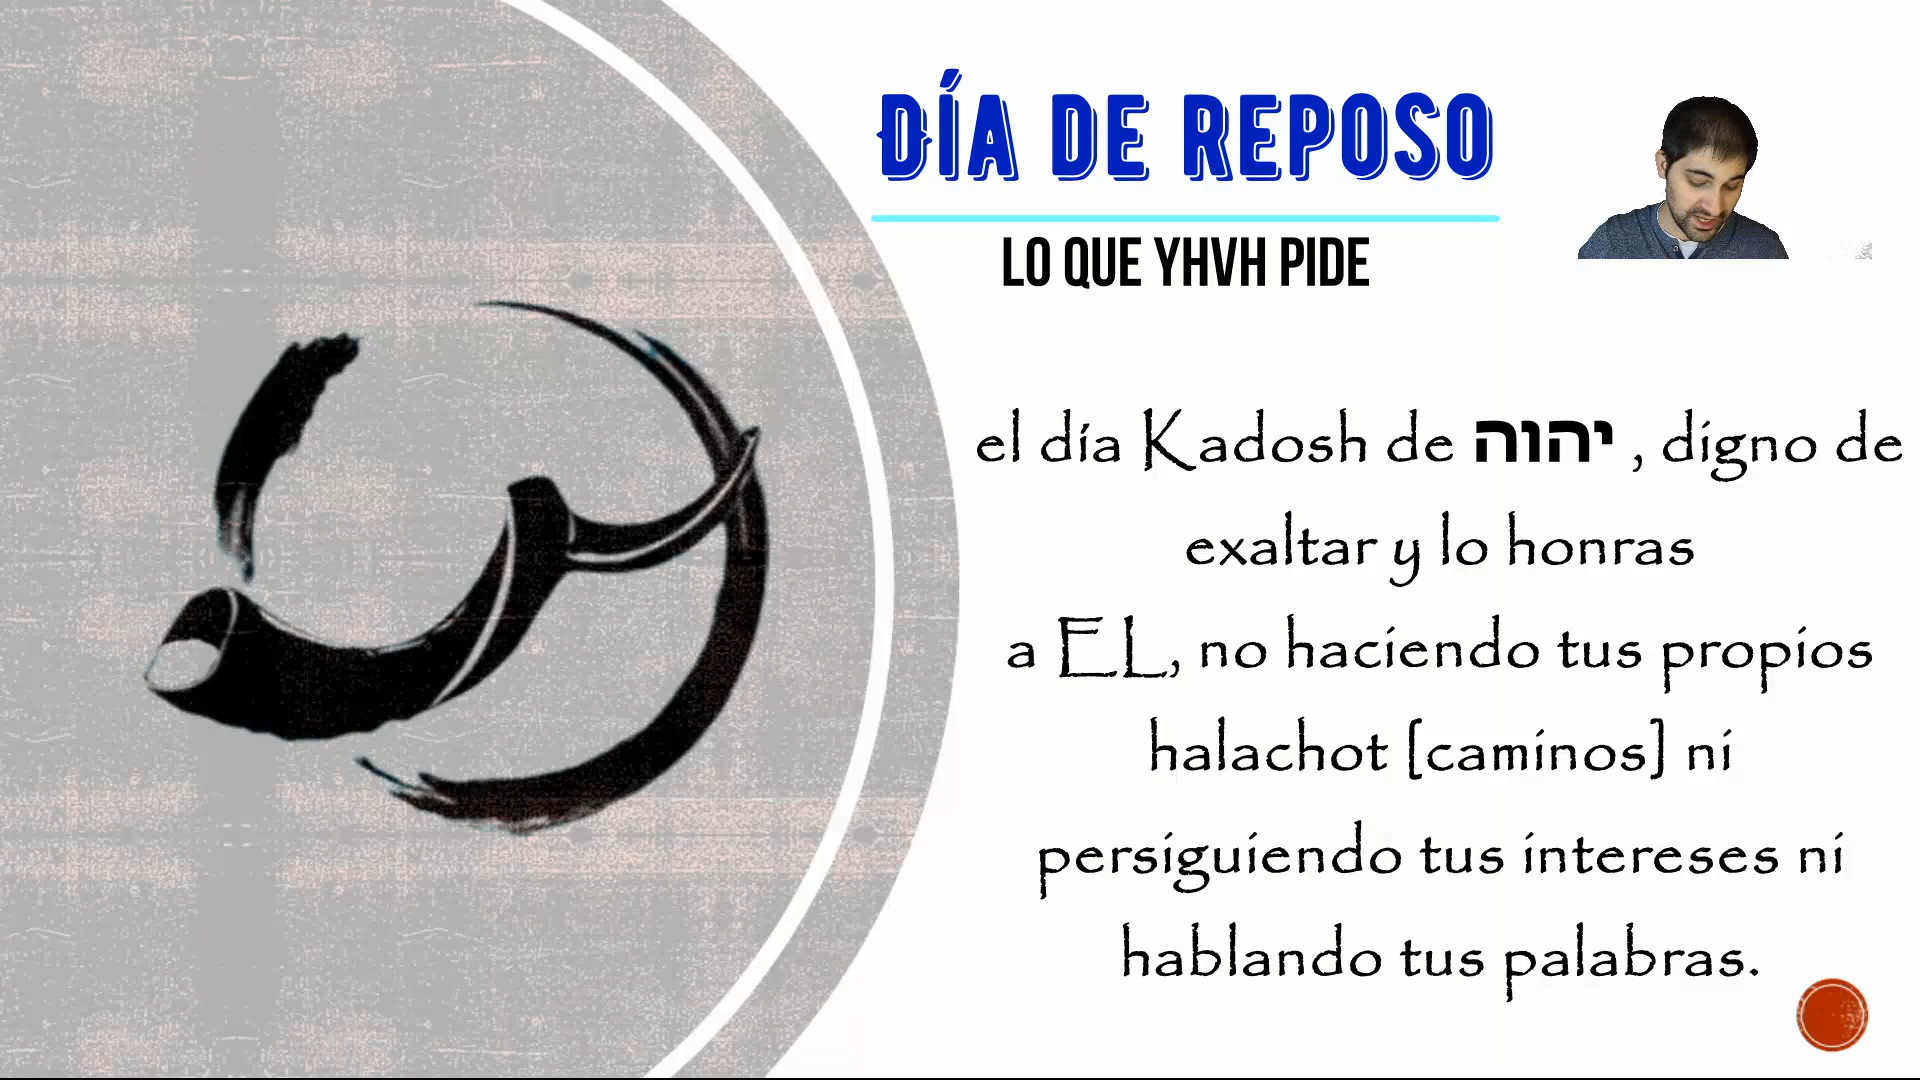 DÍA DE REPOSO
LO QUE YHVH PIDE
el día Kadosh de יהוה , digno de
exaltar y lo honras
a EL, no haciendo tus propios
halachot [caminos] ni
persiguiendo tus intereses ni
hablando tus palabras.